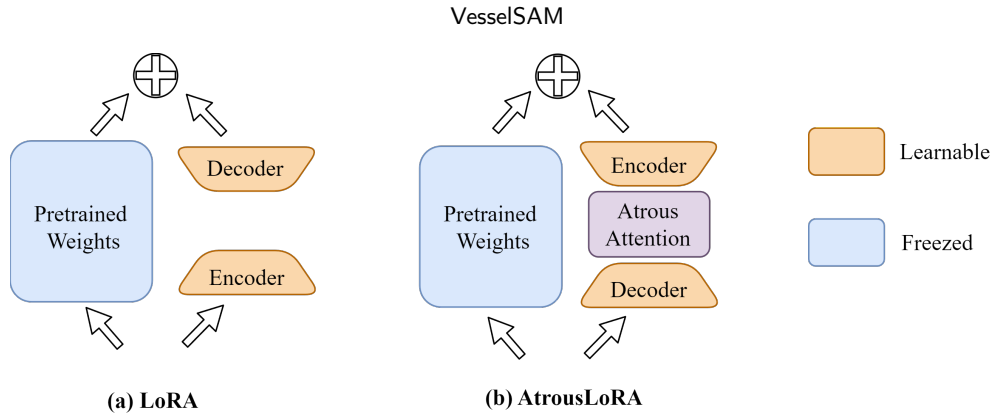 VesselSAM
Decoder
Pretrained
Weights
Encoder
(a) LoRA
Encoder
Pretrained
Weights
Atrous
Attention
Decoder
(b) AtrousLoRA
Learnable
Freezed